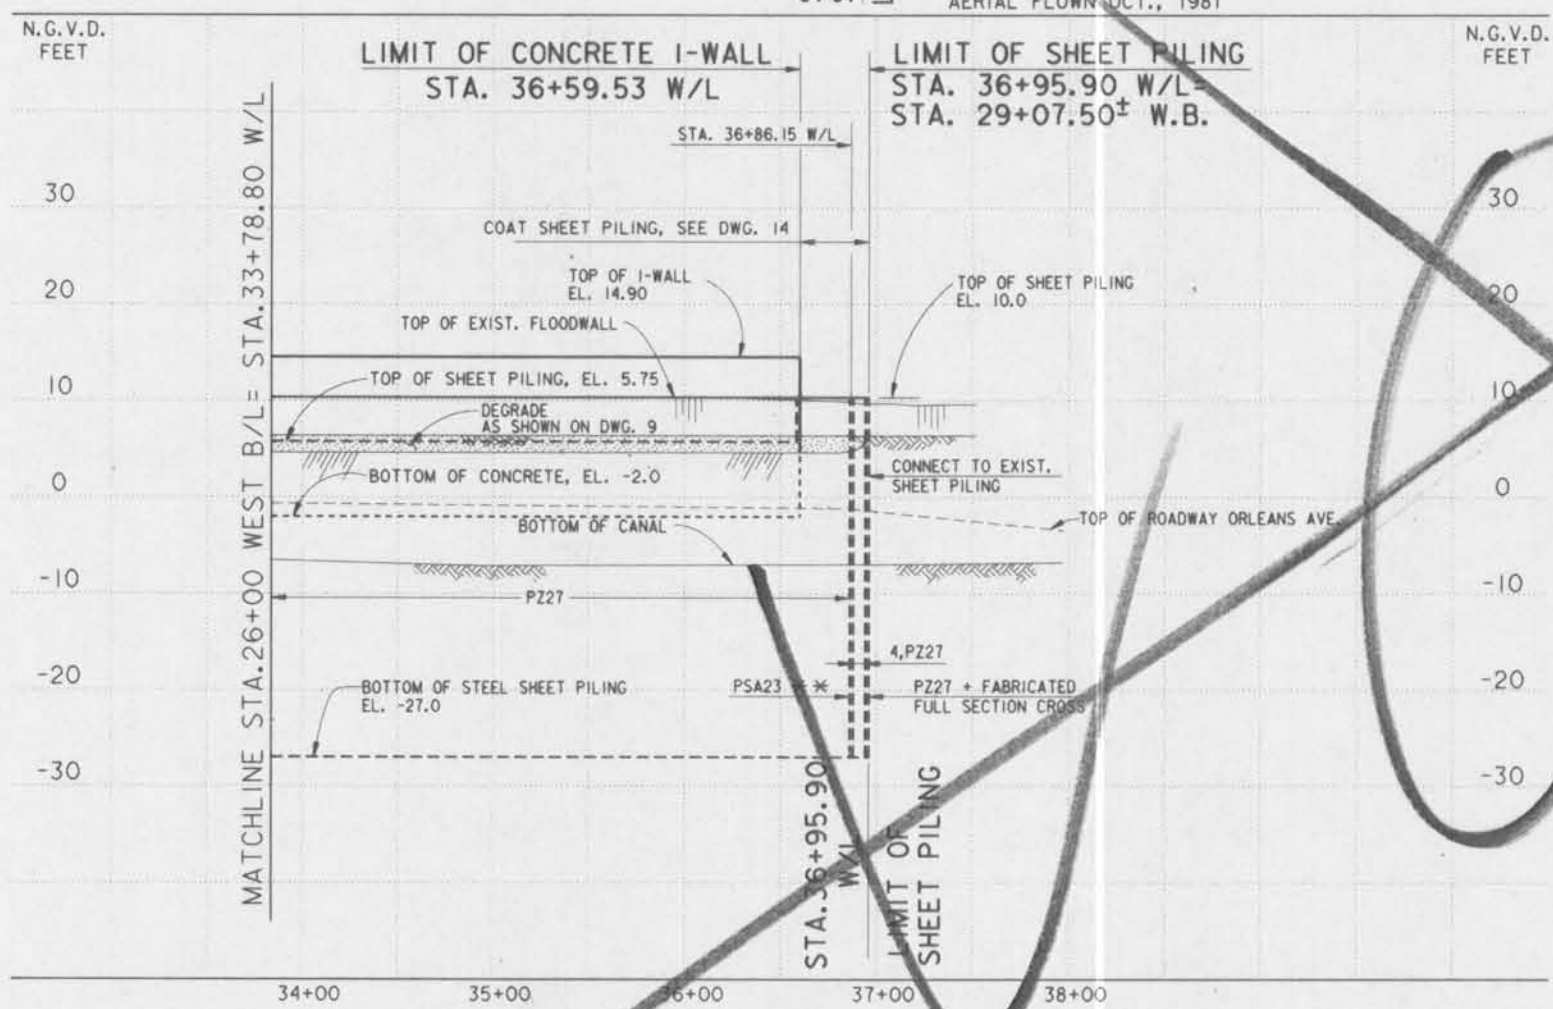 AERIAL FLOWN OCT., 1981
N.G.V.D.
FEET
N.G.V.D.
FEET
LIMIT OF CONCRETE I-WALL
STA. 36+59.53 W/L
LIMIT OF SHEET PILING
STA. 36+95.90 W/L=
STA. 29+07.50± W.B.
STA. 36+86.15 W/L
COAT SHEET PILING, SEE DWG. 14
TOP OF I-WALL
EL. 14.90
TOP OF SHEET PILING
EL. 10.0
TOP OF EXIST. FLOODWALL
TOP OF SHEET PILING, EL. 5.75
DEGRADE
AS SHOWN ON DWG. 9
BOTTOM OF CONCRETE, EL. -2.0
CONNECT TO EXIST.
SHEET PILING
BOTTOM OF CANAL
TOP OF ROADWAY ORLEANS AVE.
PZ27
4,PZ27
BOTTOM OF STEEL SHEET PILING
EL. -27.0
PSA23 * *
PZ27 + FABRICATED
FULL SECTION CROSS
MATCHLINE STA.26+00 WEST B/L= STA.33+78.80 W/L
STA.36+95.90
W/L
LIMIT OF
SHEET PILING
30
20
10
0
-10
-20
-30
30
20
10
0
-10
-20
-30
34+00
35+00
36+00
37+00
38+00